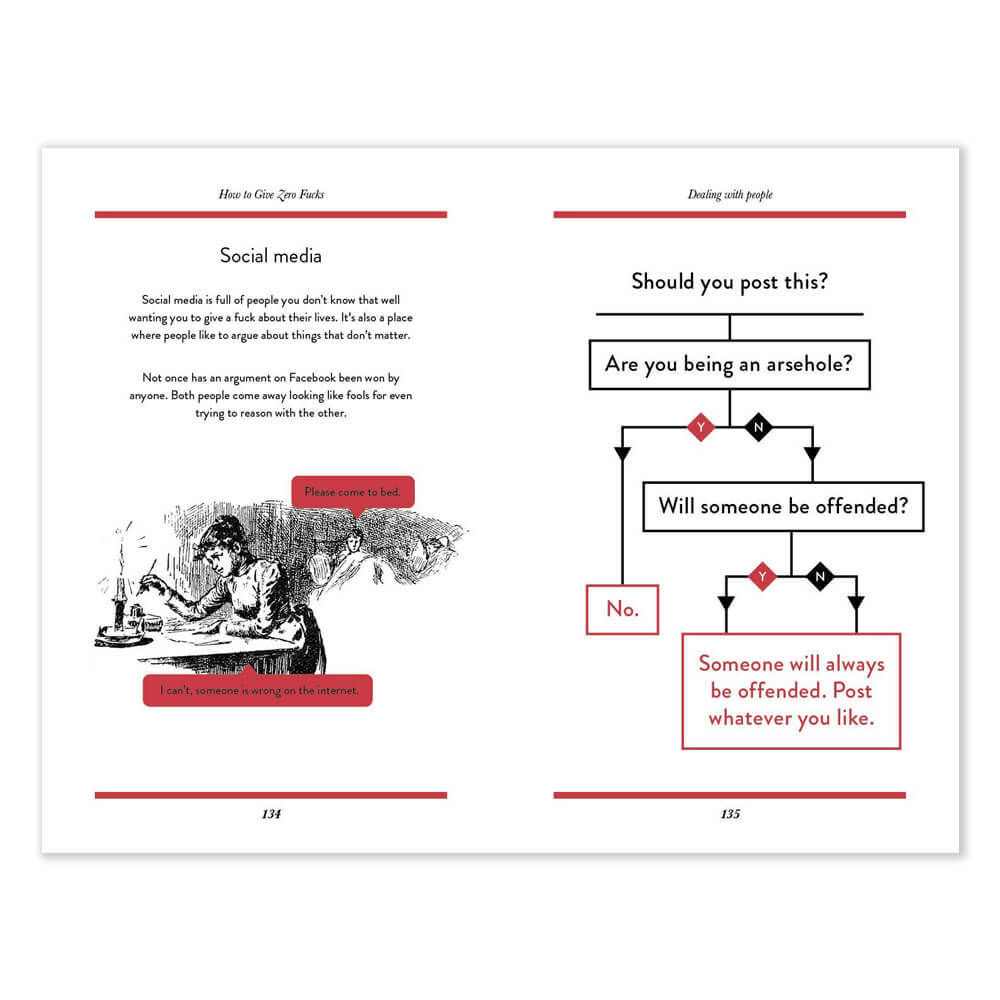 How to Give Zero Fucks
Social media
Social media is full of people you don't know that well
wanting you to give a fuck about their lives. It's also a place
where people like to argue about things that don't matter.
Not once has an argument on Facebook been won by
anyone. Both people come away looking like fools for even
trying to reason with the other.
Please come to bed.
I can't, someone is wrong on the internet.
134
Dealing with people
Should you post this?
Are you being an arsehole?
Y
N
Will someone be offended?
Y
N
No.
Someone will always
be offended. Post
whatever you like.
135